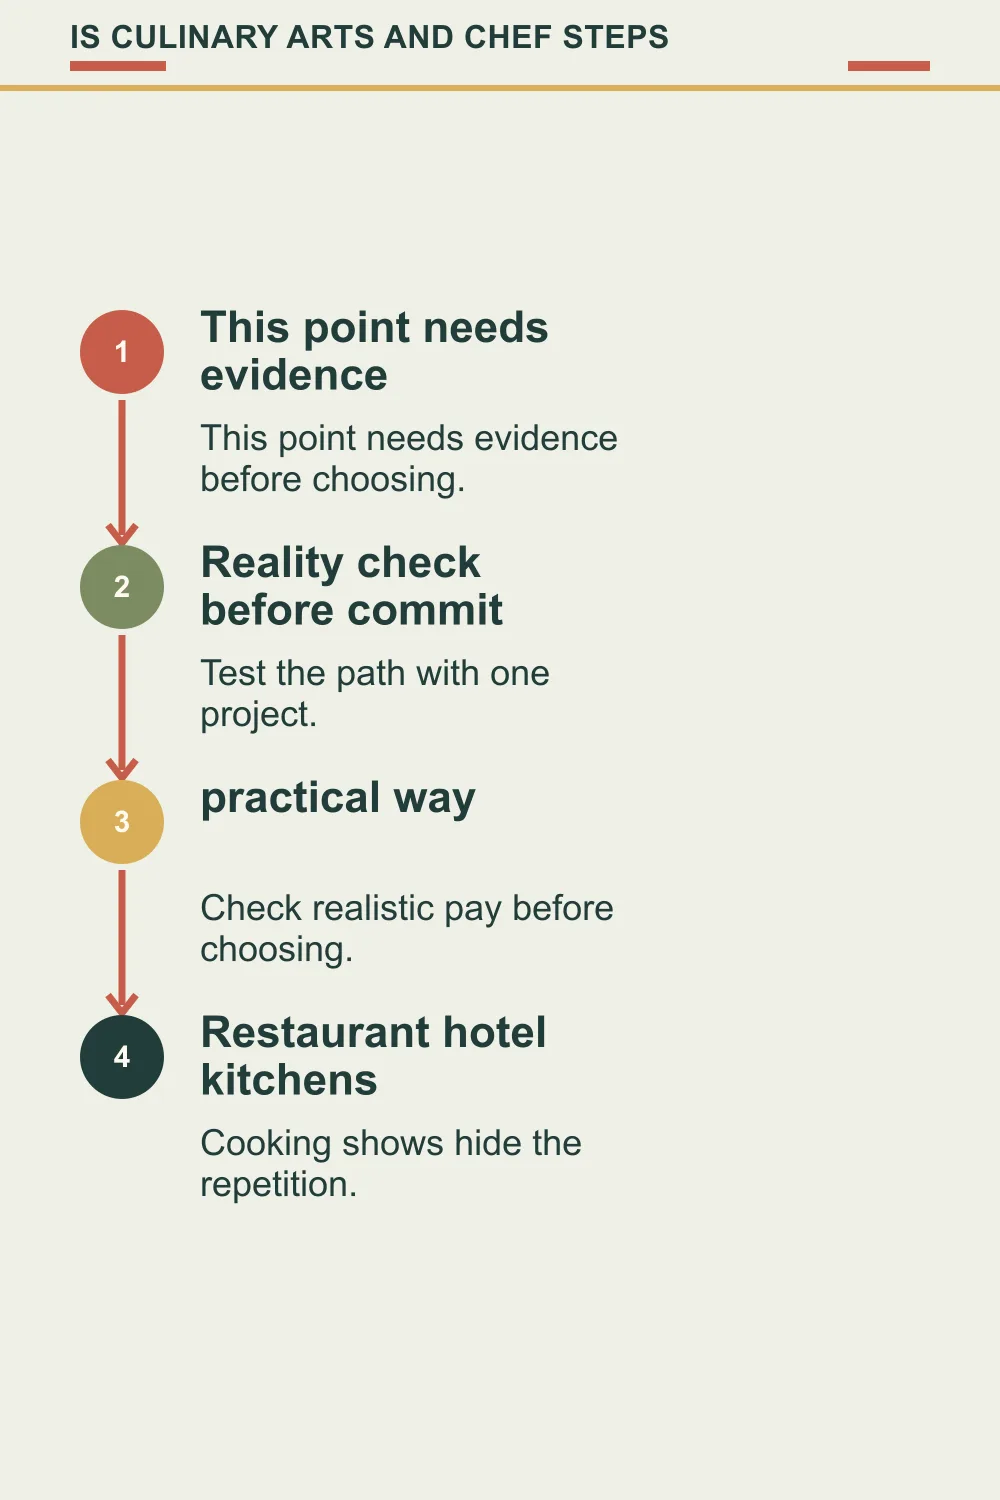 IS CULINARY ARTS AND CHEF STEPS
1
This point needs
evidence
This point needs evidence
before choosing.
2
Reality check
before commit
Test the path with one
project.
3
practical way
Check realistic pay before
choosing.
4
Restaurant hotel
kitchens
Cooking shows hide the
repetition.